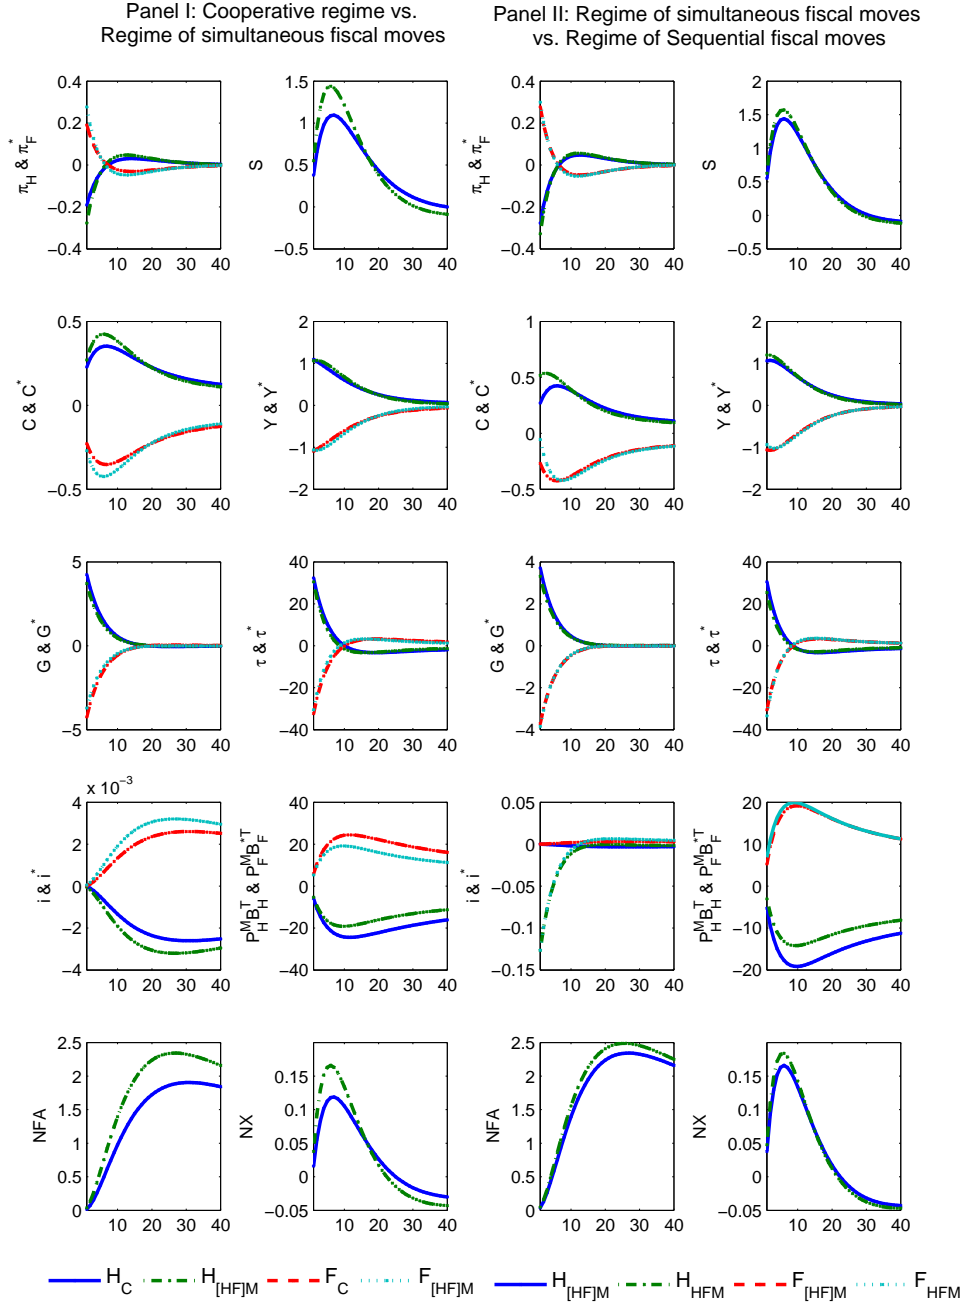 Panel I: Cooperative regime vs.
Regime of simultaneous fiscal moves
Panel II: Regime of simultaneous fiscal moves
vs. Regime of Sequential fiscal moves
π_H & π_F^*
0.4
0.2
0
−0.2
−0.4
10 20 30 40
S
1.5
1
0.5
0
−0.5
10 20 30 40
π_H & π_F^*
0.4
0.2
0
−0.2
−0.4
10 20 30 40
S
2
1.5
1
0.5
0
−0.5
10 20 30 40
C & C^*
0.5
0
−0.5
10 20 30 40
Y & Y^*
2
1
0
−1
−2
10 20 30 40
C & C^*
1
0.5
0
−0.5
10 20 30 40
Y & Y^*
2
1
0
−1
−2
10 20 30 40
G & G^*
5
0
−5
10 20 30 40
τ & τ^*
40
20
0
−20
−40
10 20 30 40
G & G^*
4
2
0
−2
−4
10 20 30 40
τ & τ^*
40
20
0
−20
−40
10 20 30 40
i & i^*
x 10^−3
4
2
0
−2
−4
10 20 30 40
P_H^M B_H^T & P_F^M B_F^*T
40
20
0
−20
−40
10 20 30 40
i & i^*
0.05
0
−0.05
−0.1
−0.15
10 20 30 40
P_H^M B_H^T & P_F^M B_F^*T
20
10
0
−10
−20
10 20 30 40
NFA
2.5
2
1.5
1
0.5
0
10 20 30 40
NX
0.15
0.1
0.05
0
−0.05
10 20 30 40
NFA
2.5
2
1.5
1
0.5
0
10 20 30 40
NX
0.15
0.1
0.05
0
−0.05
10 20 30 40
H_C H_[HF]M F_C F_[HF]M
H_[HF]M H_HFM F_[HF]M F_HFM